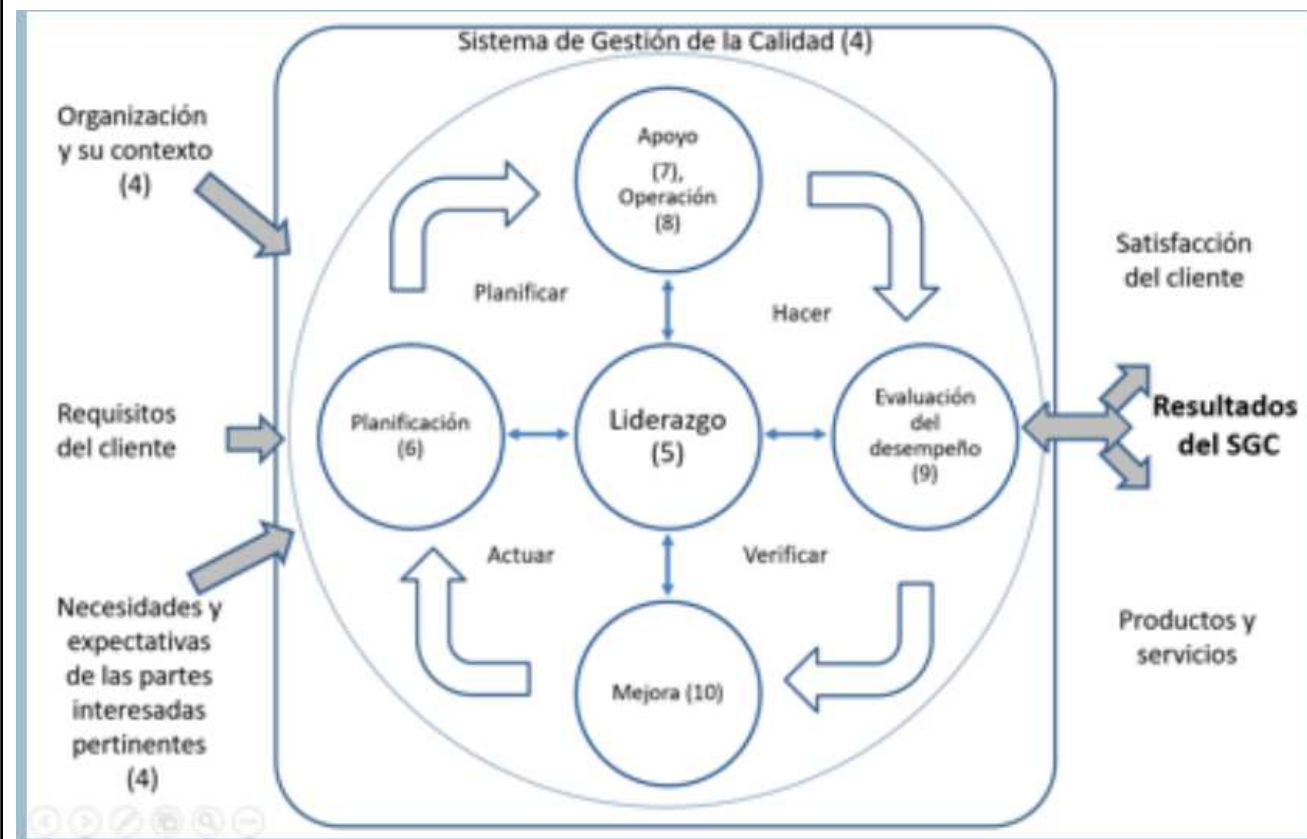 Sistema de Gestión de la Calidad (4)
Organización
y su contexto
(4)
Requisitos
del cliente
Necesidades y
expectativas
de las partes
interesadas
pertinentes
(4)
Apoyo
(7),
Operación
(8)
Planificar
Hacer
Planificación
(6)
Liderazgo
(5)
Evaluación
del
desempeño
(9)
Actuar
Verificar
Mejora (10)
Satisfacción
del cliente
Resultados
del SGC
Productos y
servicios